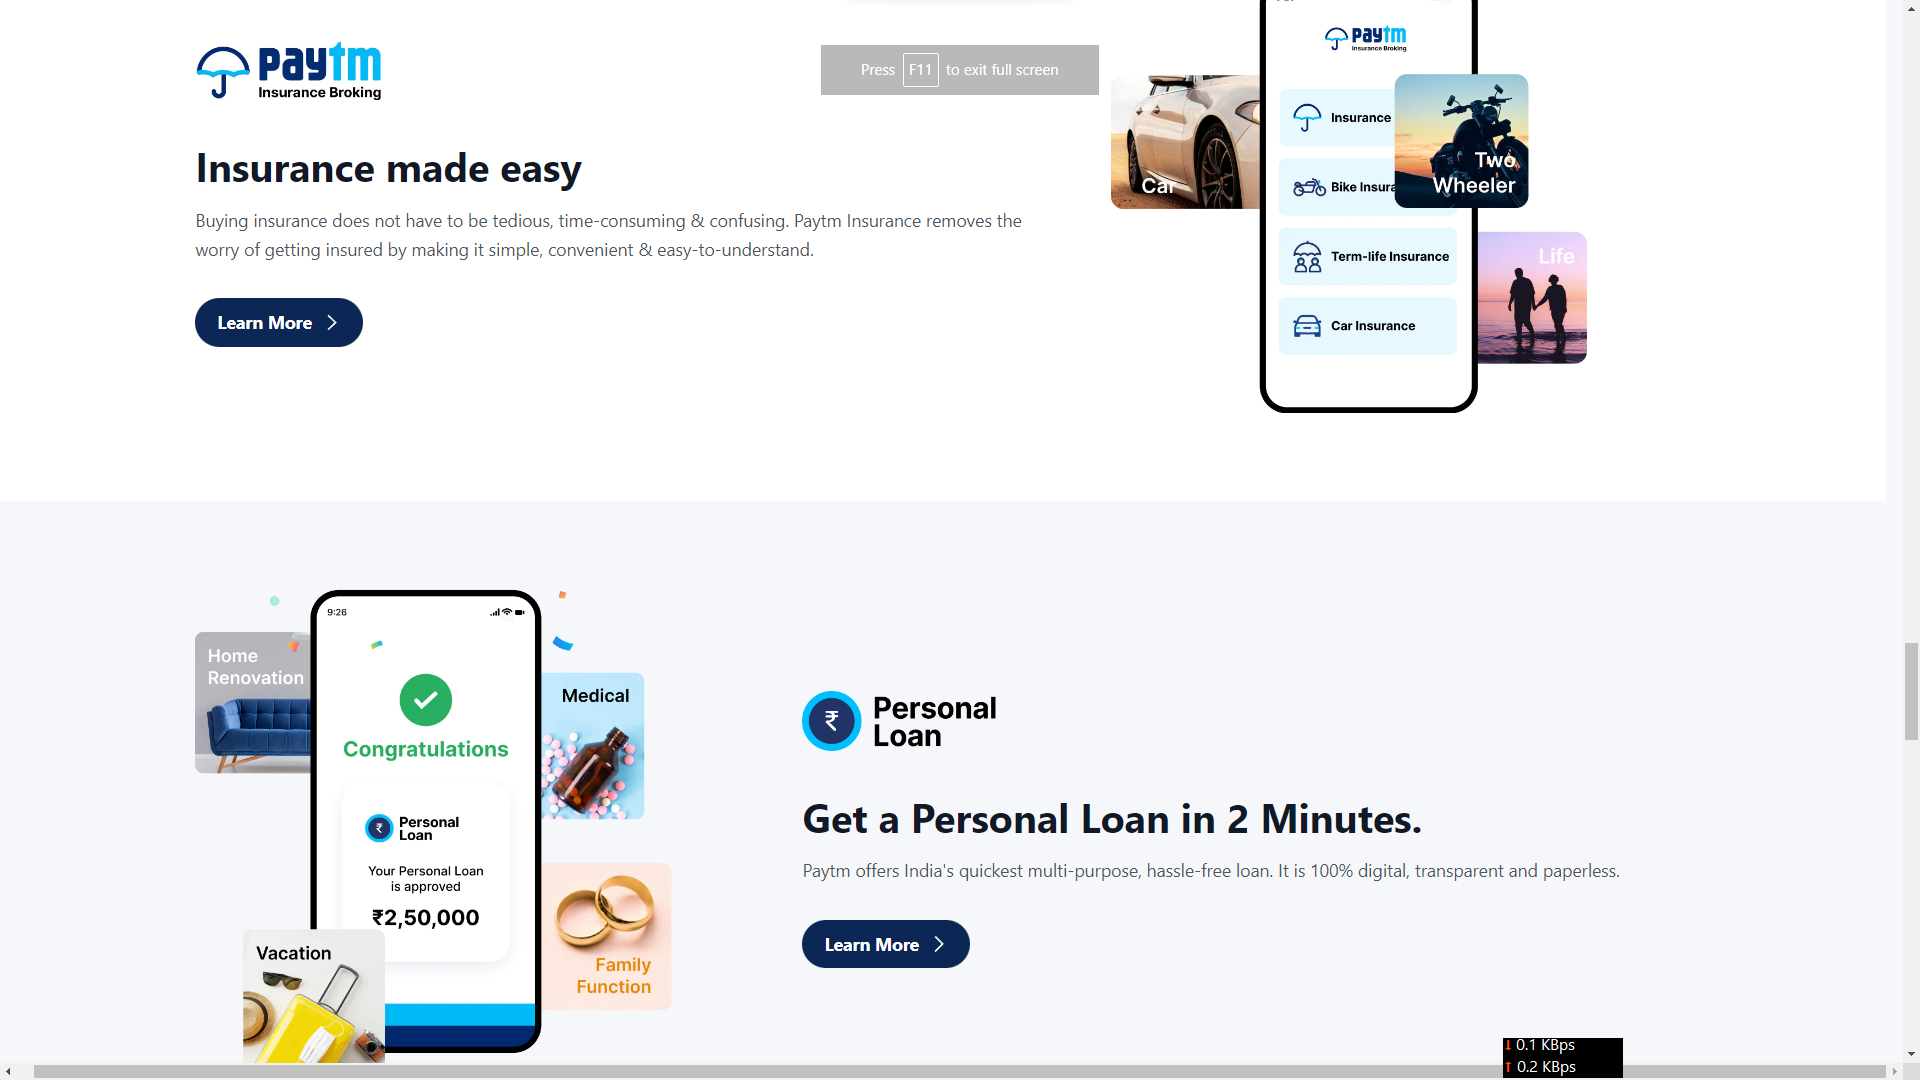 paytm
Insurance Broking
Insurance made easy
Buying insurance does not have to be tedious, time-consuming & confusing. Paytm Insurance removes the
worry of getting insured by making it simple, convenient & easy-to-understand.
Learn More
Press F11 to exit full screen
paytm
Insurance Broking
Car
Insurance
Two
Wheeler
Bike Insura
Term-life Insurance
Life
Car Insurance
9:26
Home
Renovation
Congratulations
Medical
Personal
Loan
Your Personal Loan
is approved
₹2,50,000
Vacation
Family
Function
₹
Personal
Loan
Get a Personal Loan in 2 Minutes.
Paytm offers India's quickest multi-purpose, hassle-free loan. It is 100% digital, transparent and paperless.
Learn More
0.1 KBps
0.2 KBps